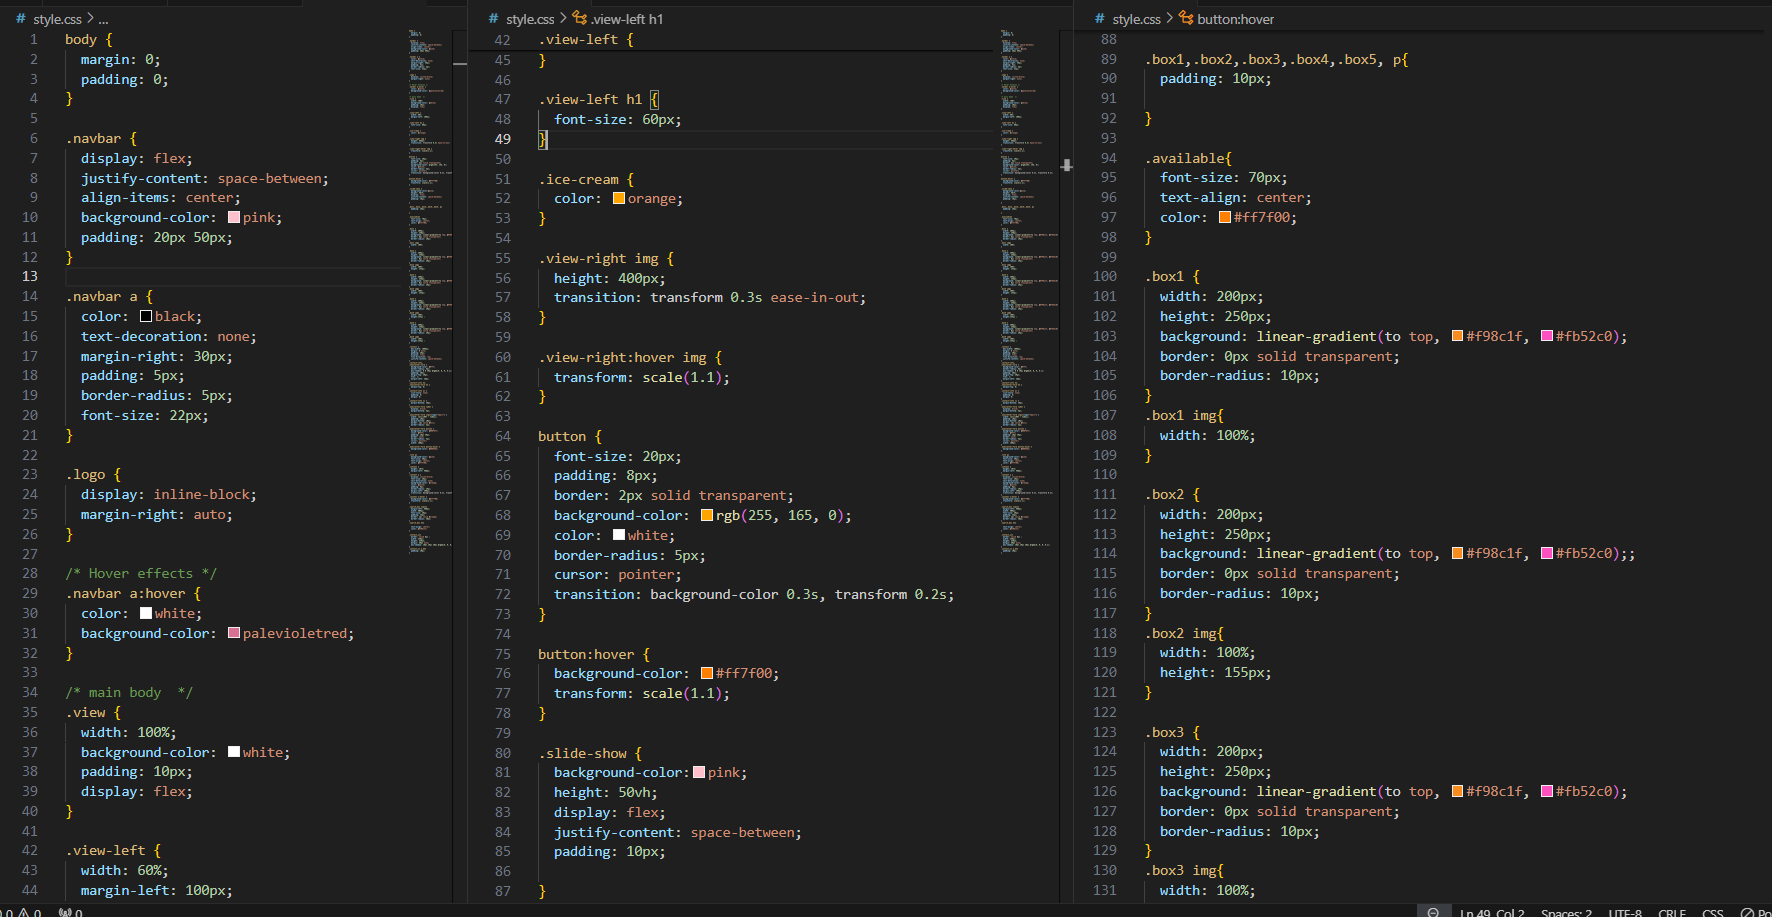 # style.css > ...
1 body {
2 margin: 0;
3 padding: 0;
4 }
5
6 .navbar {
7 display: flex;
8 justify-content: space-between;
9 align-items: center;
10 background-color: pink;
11 padding: 20px 50px;
12 }
13
14 .navbar a {
15 color: black;
16 text-decoration: none;
17 margin-right: 30px;
18 padding: 5px;
19 border-radius: 5px;
20 font-size: 22px;
21 }
22
23 .logo {
24 display: inline-block;
25 margin-right: auto;
26 }
27
28 /* Hover effects */
29 .navbar a:hover {
30 color: white;
31 background-color: palevioletred;
32 }
33
34 /* main body  */
35 .view {
36 width: 100%;
37 background-color: white;
38 padding: 10px;
39 display: flex;
40 }
41
42 .view-left {
43 width: 60%;
44 margin-left: 100px;
# style.css > .view-left h1
42 .view-left {
45 }
46
47 .view-left h1 {
48 font-size: 60px;
49 }
50
51 .ice-cream {
52 color: orange;
53 }
54
55 .view-right img {
56 height: 400px;
57 transition: transform 0.3s ease-in-out;
58 }
59
60 .view-right:hover img {
61 transform: scale(1.1);
62 }
63
64 button {
65 font-size: 20px;
66 padding: 8px;
67 border: 2px solid transparent;
68 background-color: rgb(255, 165, 0);
69 color: white;
70 border-radius: 5px;
71 cursor: pointer;
72 transition: background-color 0.3s, transform 0.2s;
73 }
74
75 button:hover {
76 background-color: #ff7f00;
77 transform: scale(1.1);
78 }
79
80 .slide-show {
81 background-color: pink;
82 height: 50vh;
83 display: flex;
84 justify-content: space-between;
85 padding: 10px;
86
87 }
# style.css > button:hover
88
89 .box1,.box2,.box3,.box4,.box5, p{
90 padding: 10px;
91
92 }
93
94 .available{
95 font-size: 70px;
96 text-align: center;
97 color: #ff7f00;
98 }
99
100 .box1 {
101 width: 200px;
102 height: 250px;
103 background: linear-gradient(to top, #f98c1f, #fb52c0);
104 border: 0px solid transparent;
105 border-radius: 10px;
106 }
107 .box1 img{
108 width: 100%;
109 }
110
111 .box2 {
112 width: 200px;
113 height: 250px;
114 background: linear-gradient(to top, #f98c1f, #fb52c0);;
115 border: 0px solid transparent;
116 border-radius: 10px;
117 }
118 .box2 img{
119 width: 100%;
120 height: 155px;
121 }
122
123 .box3 {
124 width: 200px;
125 height: 250px;
126 background: linear-gradient(to top, #f98c1f, #fb52c0);
127 border: 0px solid transparent;
128 border-radius: 10px;
129 }
130 .box3 img{
131 width: 100%;
0 0 0 Ln 49, Col 2 Spaces: 2 UTF-8 CRLF CSS